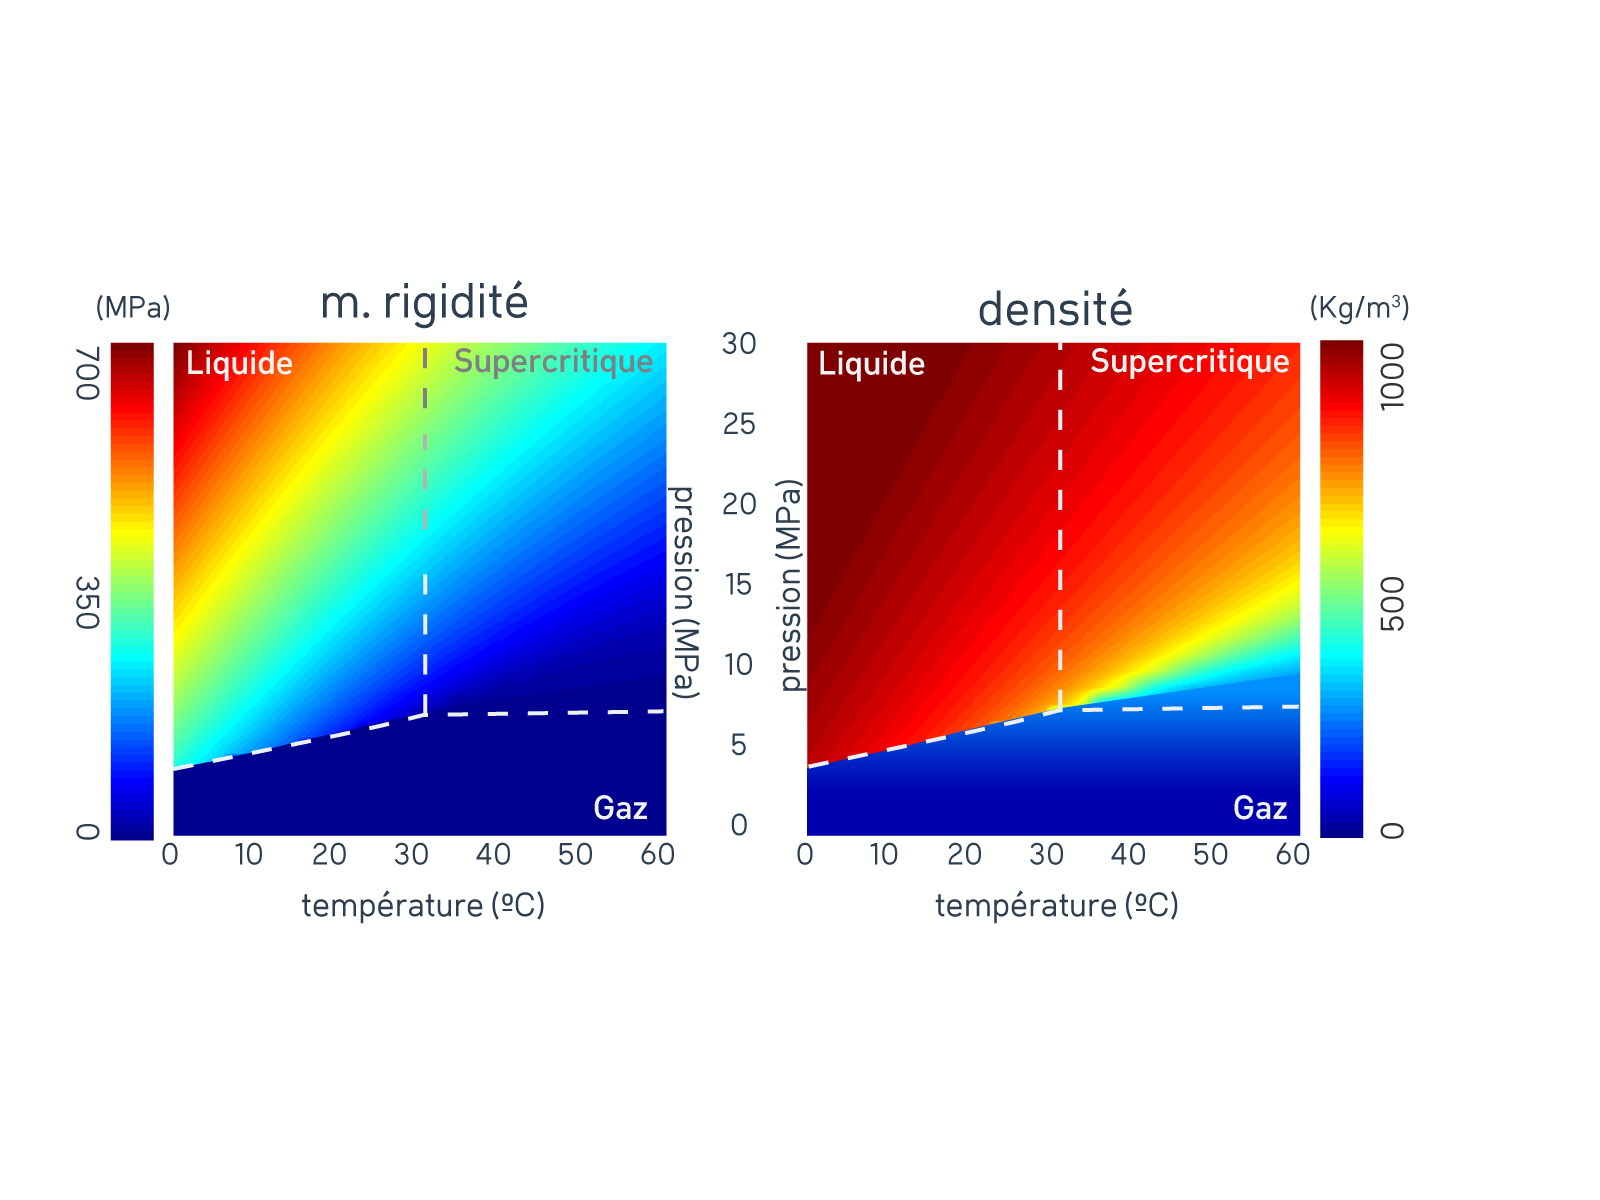 (MPa)
m. rigidité
700
350
0
Liquide
Supercritique
Gaz
0 10 20 30 40 50 60
température (ºC)
pression (MPa)
30
25
20
15
10
5
0
densité
(Kg/m³)
pression (MPa)
Liquide
Supercritique
Gaz
0 10 20 30 40 50 60
température (ºC)
1000
500
0